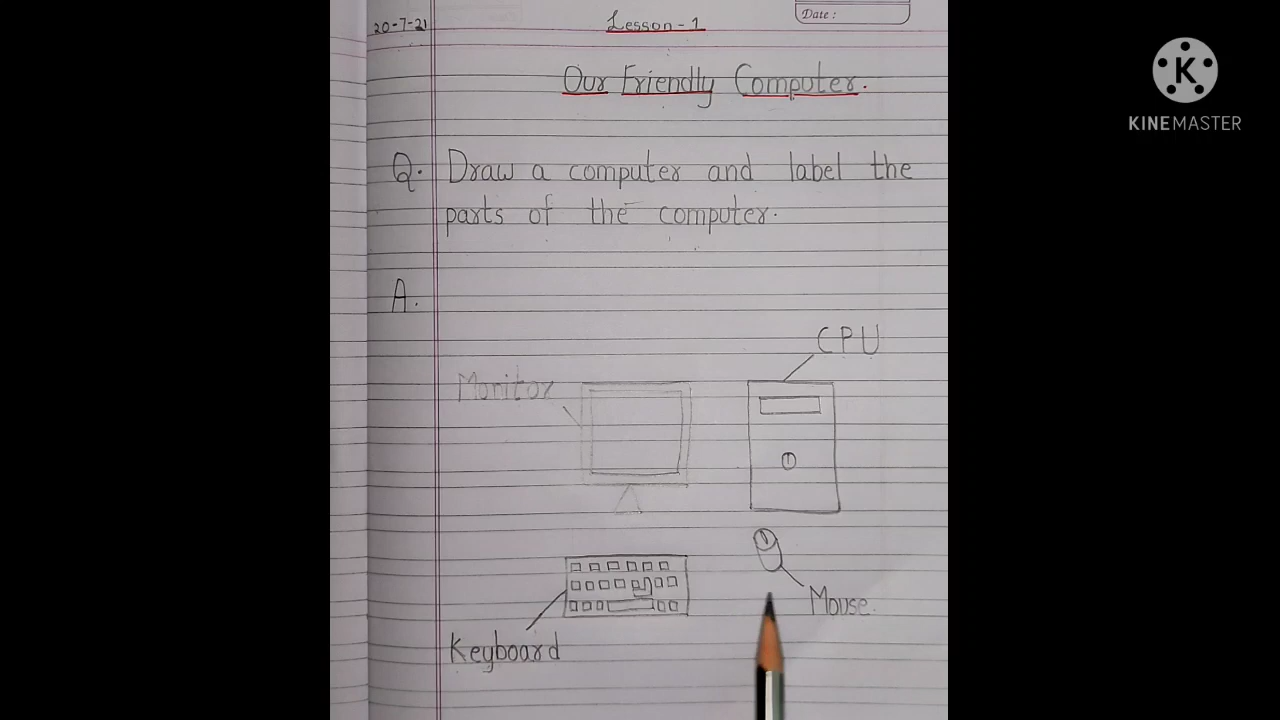 20-7-21
Lesson - 1
Date :
Our Friendly Computer.
Q. Draw a computer and label the
parts of the computer.
A.
CPU
Monitor
Mouse.
Keyboard
K
KINEMASTER